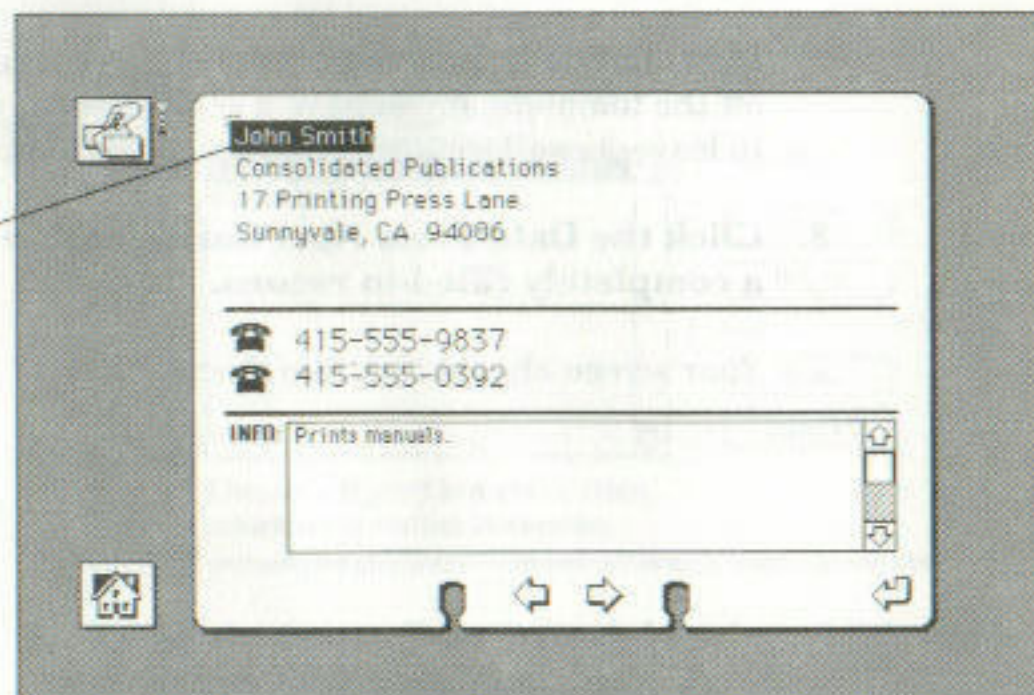 John Smith
Consolidated Publications
17 Printing Press Lane
Sunnyvale, CA 94086
415-555-9837
415-555-0392
INFO Prints manuals.